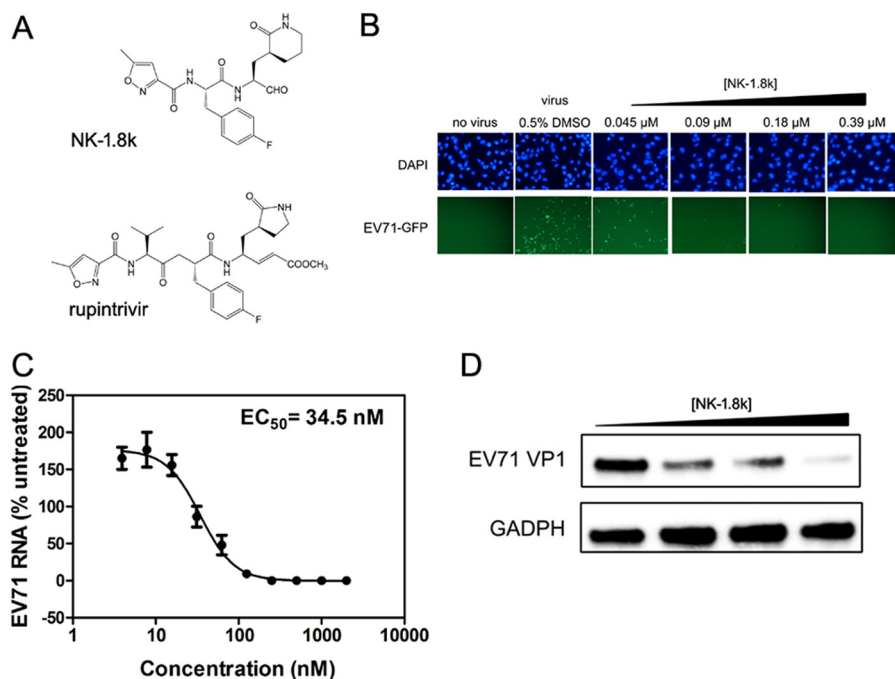 A
O
NH
O
H
N
O
N
O
N
H
CHO
O
F
NK-1.8k
O
NH
O
H
N
O
O
N
O
N
H
COOCH3
O
F
rupintrivir
B
[NK-1.8k]
virus
no virus 0.5% DMSO 0.045 µM 0.09 µM 0.18 µM 0.39 µM
DAPI
EV71-GFP
C
EC50= 34.5 nM
EV71 RNA (% untreated)
250
200
150
100
50
0
-50
1 10 100 1000 10000
Concentration (nM)
D
[NK-1.8k]
EV71 VP1
GADPH